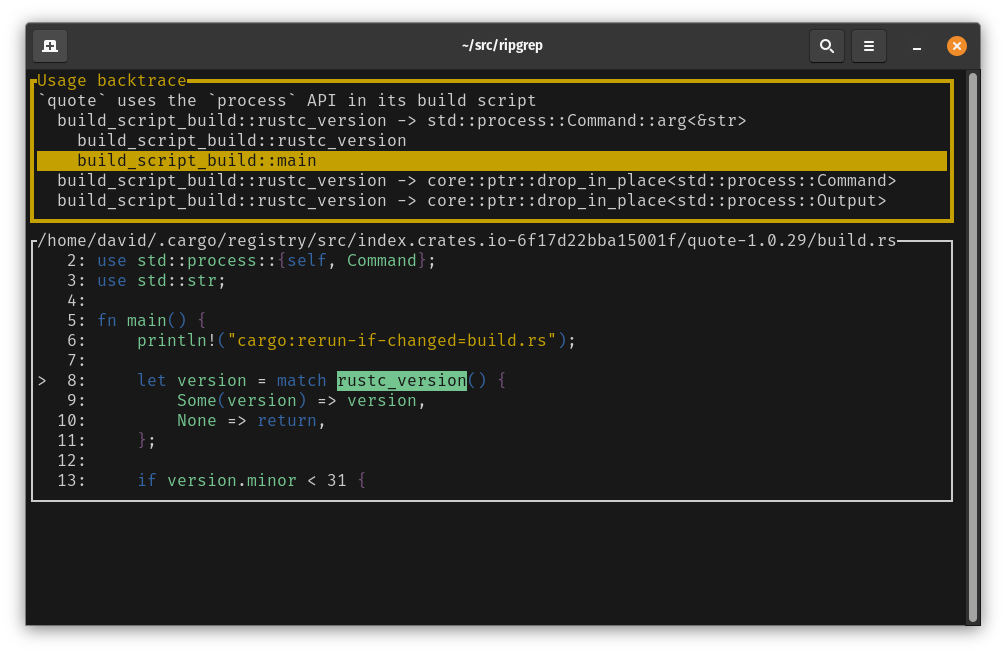 ~/src/ripgrep
Usage backtrace
`quote` uses the `process` API in its build script
  build_script_build::rustc_version -> std::process::Command::arg<&str>
    build_script_build::rustc_version
    build_script_build::main
  build_script_build::rustc_version -> core::ptr::drop_in_place<std::process::Command>
  build_script_build::rustc_version -> core::ptr::drop_in_place<std::process::Output>
/home/david/.cargo/registry/src/index.crates.io-6f17d22bba15001f/quote-1.0.29/build.rs
   2: use std::process::{self, Command};
   3: use std::str;
   4:
   5: fn main() {
   6:     println!("cargo:rerun-if-changed=build.rs");
   7:
>  8:     let version = match rustc_version() {
   9:         Some(version) => version,
  10:         None => return,
  11:     };
  12:
  13:     if version.minor < 31 {